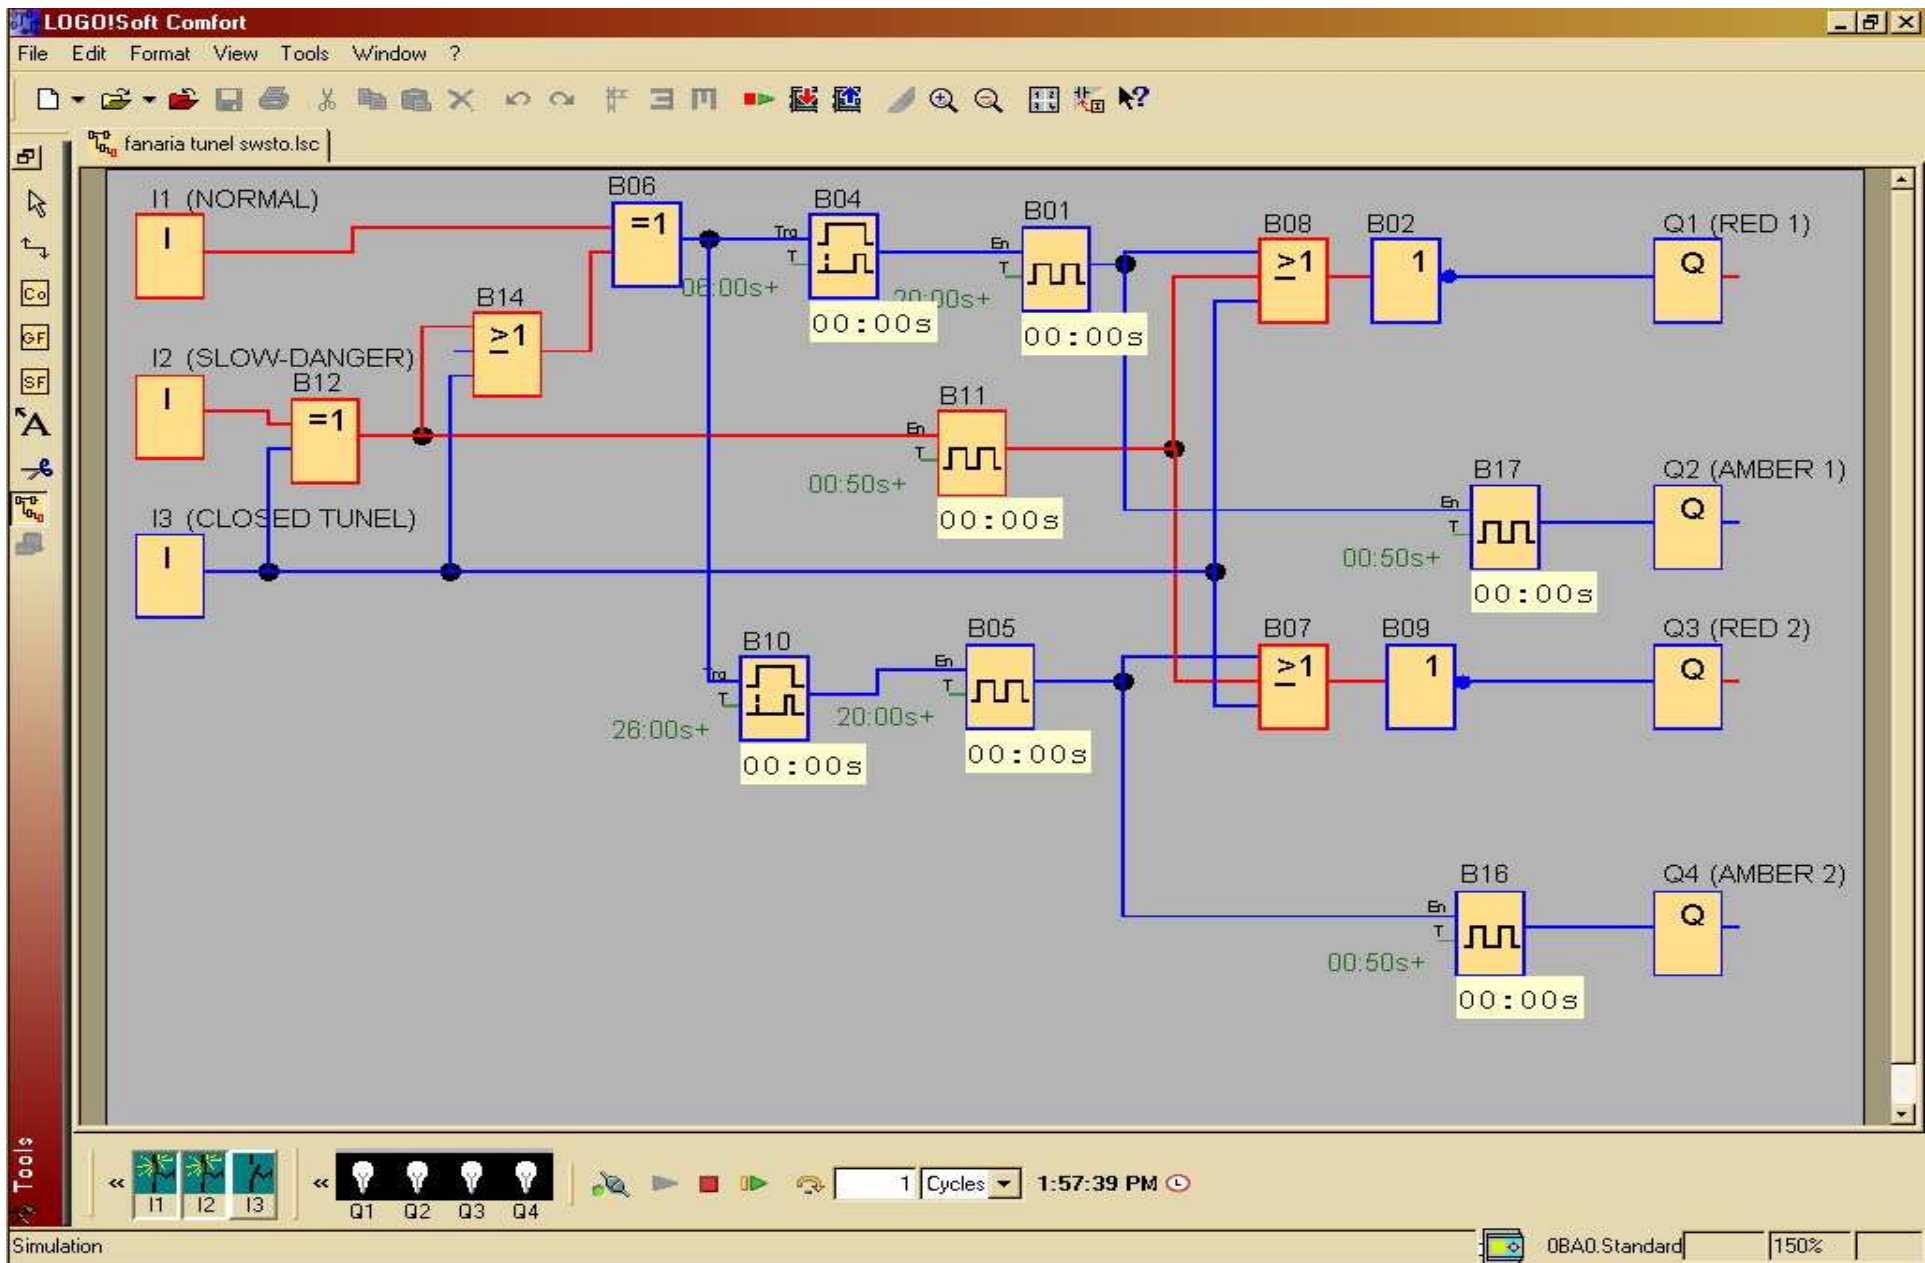 LOGO!Soft Comfort
File Edit Format View Tools Window ?
fanaria tunel swsto.lsc
I1 (NORMAL)
I
B06
=1
B04
Trg
T
06:00s+
00:00s
B01
En
T
20:00s+
00:00s
B08
≥1
B02
1
Q1 (RED 1)
Q
B14
≥1
I2 (SLOW-DANGER)
I
B12
=1
B11
En
T
00:50s+
00:00s
B17
En
T
00:50s+
00:00s
Q2 (AMBER 1)
Q
I3 (CLOSED TUNEL)
I
B10
Trg
T
26:00s+
00:00s
B05
En
T
20:00s+
00:00s
B07
≥1
B09
1
Q3 (RED 2)
Q
B16
En
T
00:50s+
00:00s
Q4 (AMBER 2)
Q
Co
GF
SF
A
Tools
« I1 I2 I3 « Q1 Q2 Q3 Q4 1 Cycles 1:57:39 PM
Simulation 0BA0.Standard 150%